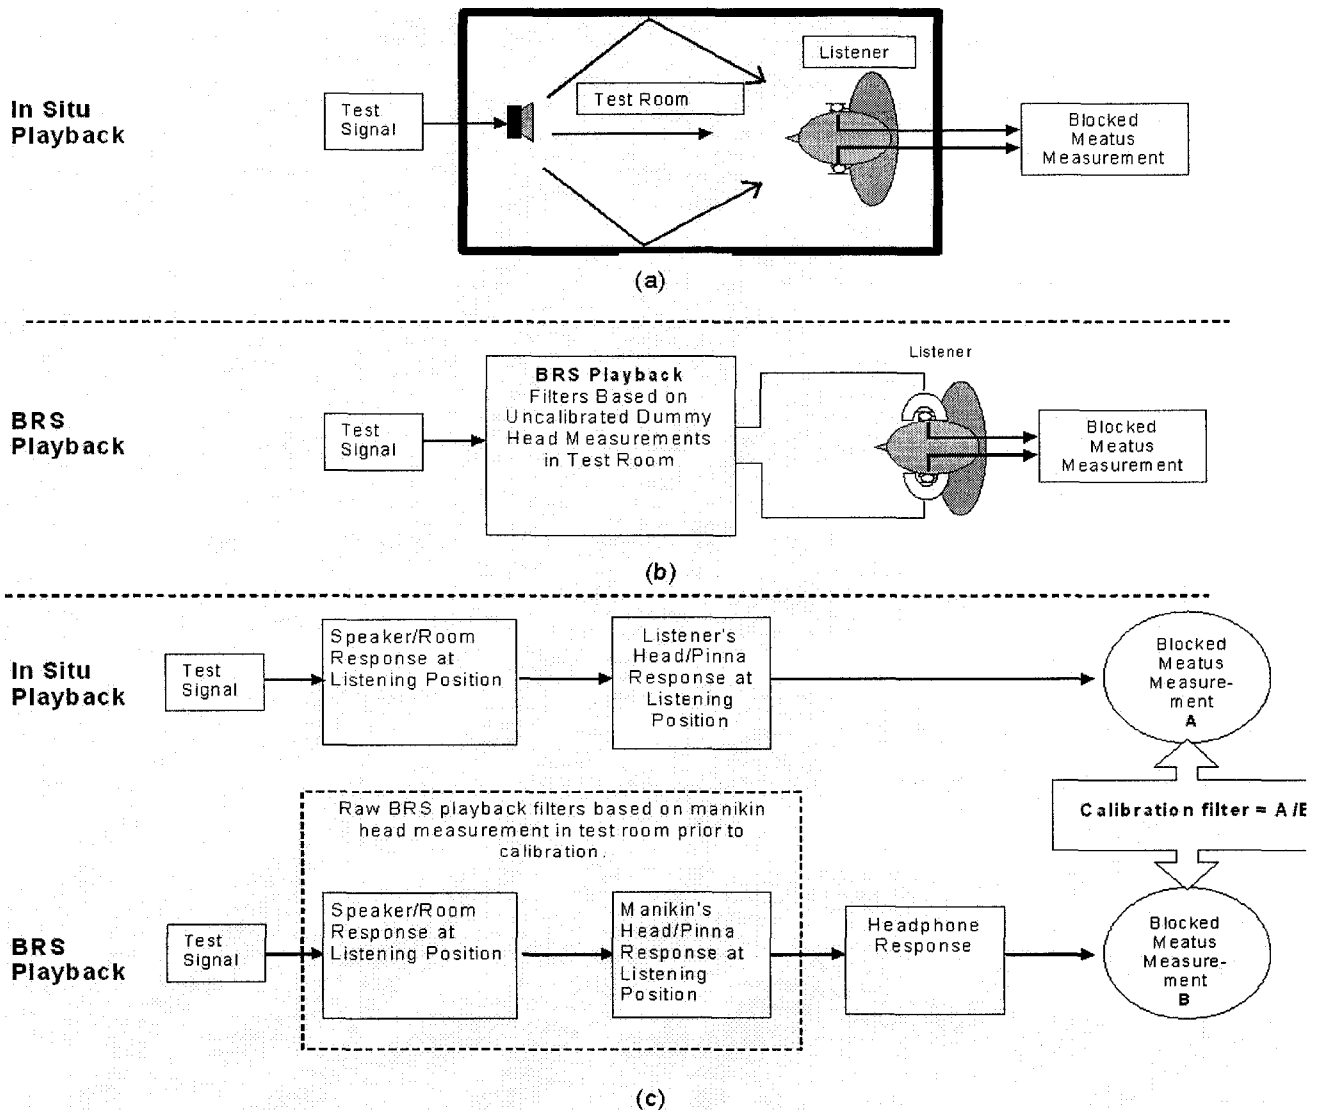 In Situ
Playback
Test
Signal
Test Room
Listener
Blocked
Meatus
Measurement
(a)
BRS
Playback
Test
Signal
BRS Playback
Filters Based on
Uncalibrated Dummy
Head Measurements
in Test Room
Listener
Blocked
Meatus
Measurement
(b)
In Situ
Playback
Test
Signal
Speaker/Room
Response at
Listening Position
Listener's
Head/Pinna
Response at
Listening
Position
Blocked
Meatus
Measure-
ment
A
Calibration filter = A/B
Raw BRS playback filters based on manikin
head measurement in test room prior to
calibration.
BRS
Playback
Test
Signal
Speaker/Room
Response at
Listening Position
Manikin's
Head/Pinna
Response at
Listening
Position
Headphone
Response
Blocked
Meatus
Measure-
ment
B
(c)